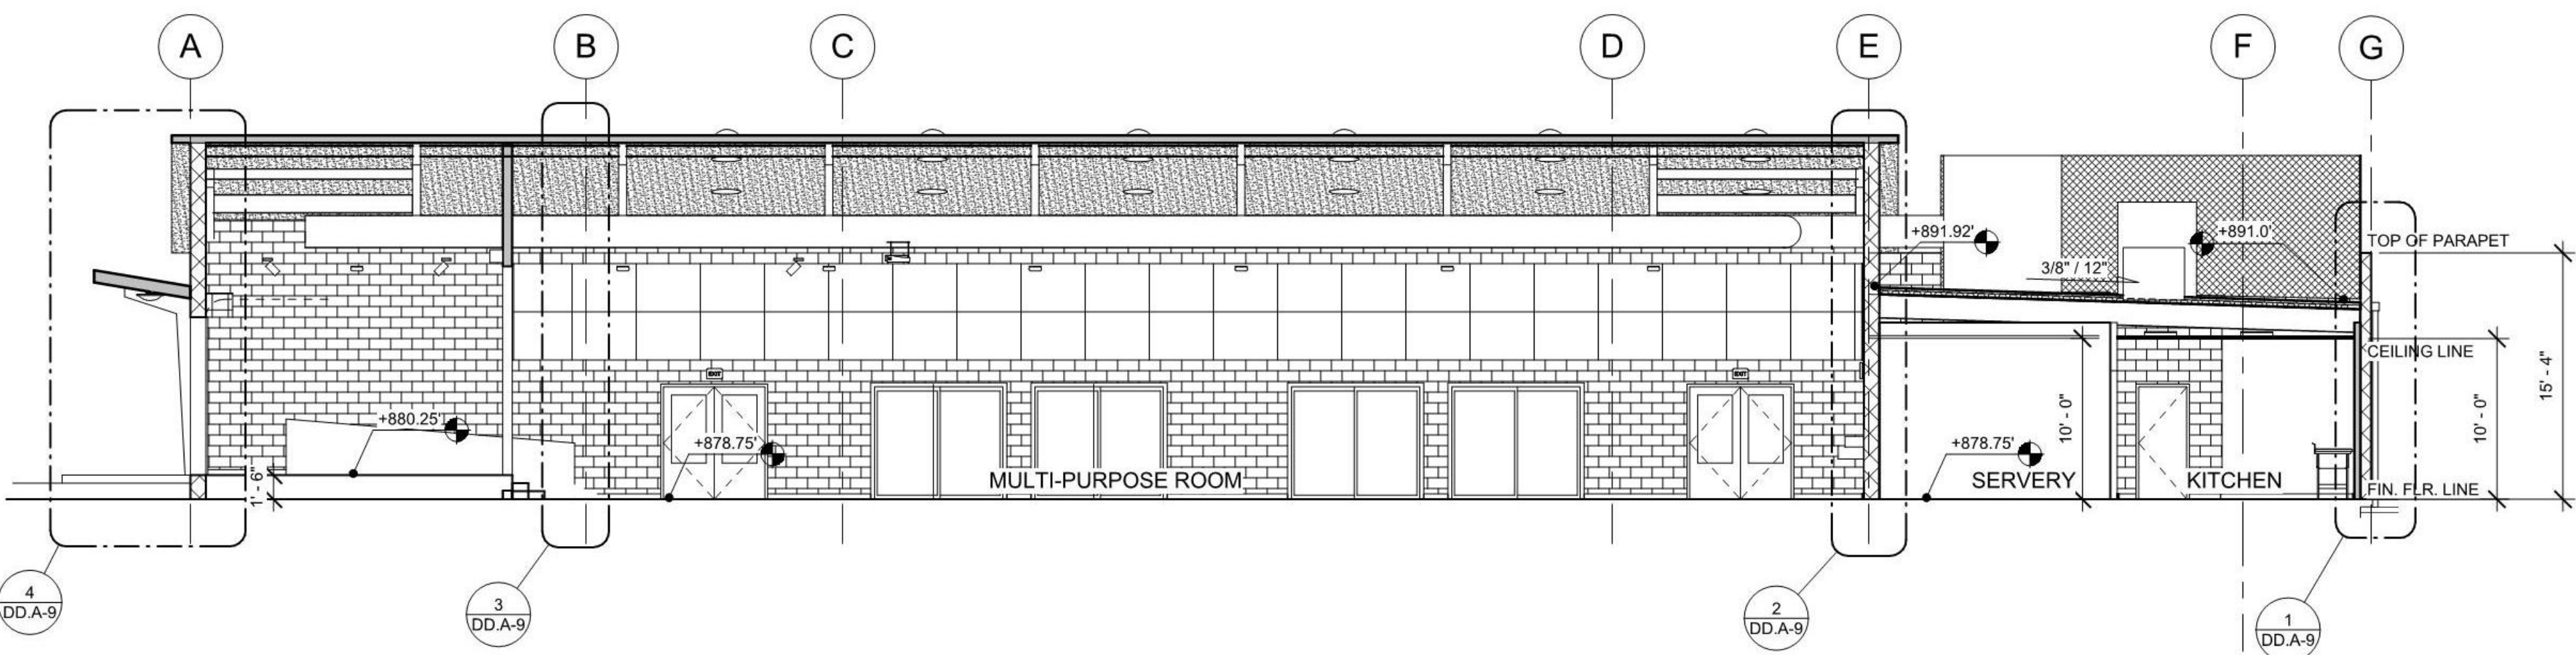 A
B
C
D
E
F
G
+891.92'
+891.0'
TOP OF PARAPET
3/8" / 12"
CEILING LINE
EXIT
EXIT
+880.25'
+878.75'
+878.75'
10' - 0"
10' - 0"
15' - 4"
1' - 6"
MULTI-PURPOSE ROOM
SERVERY
KITCHEN
FIN. FLR. LINE
4
DD.A-9
3
DD.A-9
2
DD.A-9
1
DD.A-9